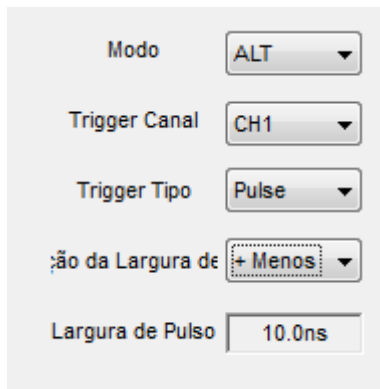 Modo ALT
Trigger Canal CH1
Trigger Tipo Pulse
ção da Largura de + Menos
Largura de Pulso 10.0ns